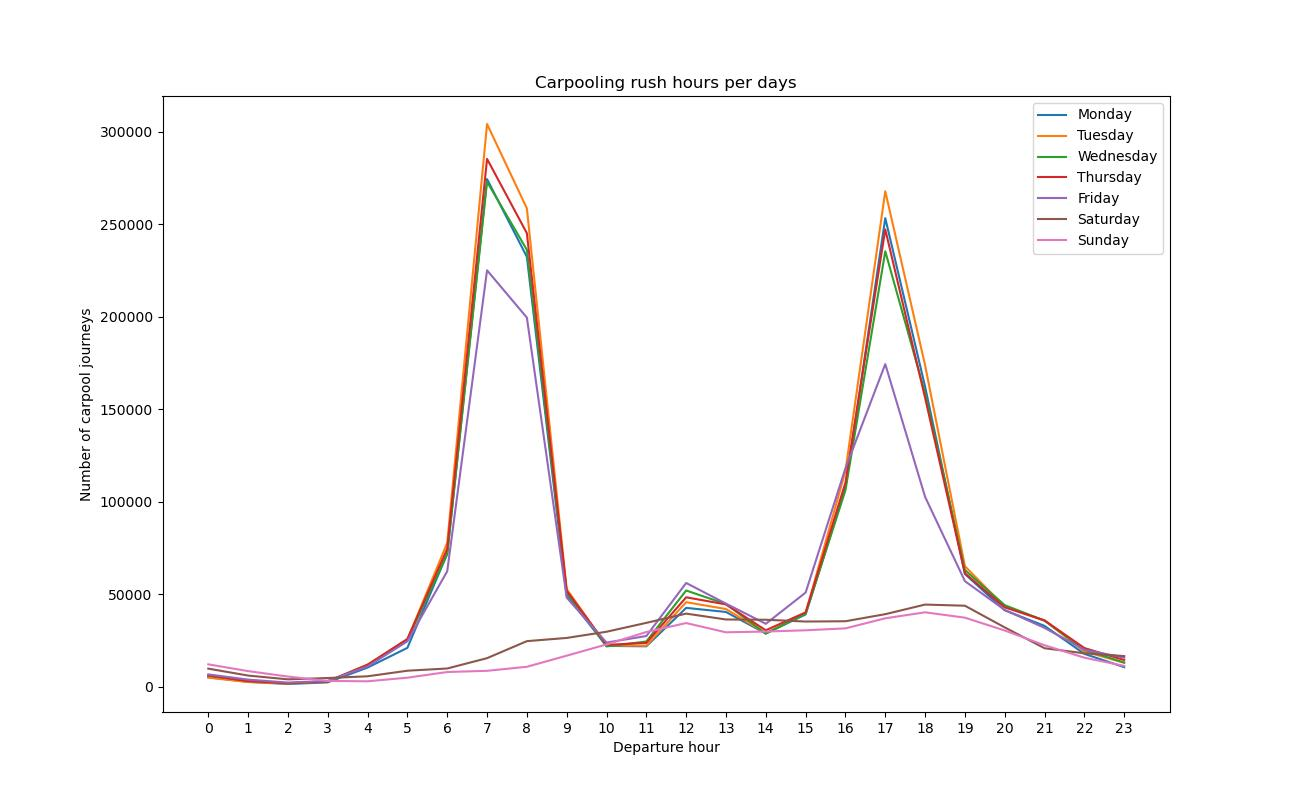 Carpooling rush hours per days
Monday
Tuesday
Wednesday
Thursday
Friday
Saturday
Sunday
300000
250000
200000
150000
100000
50000
0
Number of carpool journeys
0 1 2 3 4 5 6 7 8 9 10 11 12 13 14 15 16 17 18 19 20 21 22 23
Departure hour